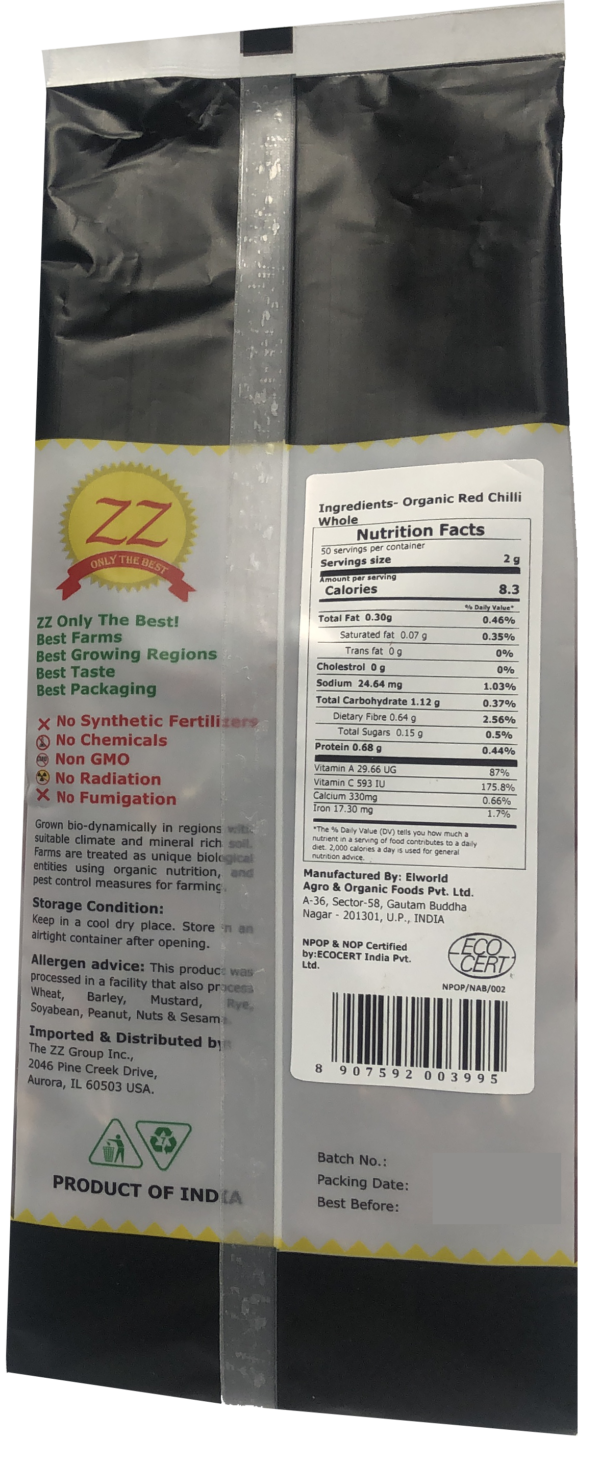 ZZ
ONLY THE BEST
ZZ Only The Best!
Best Farms
Best Growing Regions
Best Taste
Best Packaging
No Synthetic Fertilizers
No Chemicals
Non GMO
No Radiation
No Fumigation
Grown bio-dynamically in regions with
suitable climate and mineral rich soil.
Farms are treated as unique biological
entities using organic nutrition, and
pest control measures for farming.
Storage Condition:
Keep in a cool dry place. Store in an
airtight container after opening.
Allergen advice: This product was
processed in a facility that also process
Wheat, Barley, Mustard, Rye,
Soyabean, Peanut, Nuts & Sesame.
Imported & Distributed by:
The ZZ Group Inc.,
2046 Pine Creek Drive,
Aurora, IL 60503 USA.
7
PRODUCT OF INDIA
Ingredients- Organic Red Chilli
Whole
Nutrition Facts
50 servings per container
Servings size 2 g
Amount per serving
Calories 8.3
% Daily Value*
Total Fat 0.30g 0.46%
Saturated fat 0.07 g 0.35%
Trans fat 0 g 0%
Cholestrol 0 g 0%
Sodium 24.64 mg 1.03%
Total Carbohydrate 1.12 g 0.37%
Dietary Fibre 0.64 g 2.56%
Total Sugars 0.15 g 0.5%
Protein 0.68 g 0.44%
Vitamin A 29.66 UG 87%
Vitamin C 593 IU 175.8%
Calcium 330mg 0.66%
Iron 17.30 mg 1.7%
*The % Daily Value (DV) tells you how much a
nutrient in a serving of food contributes to a daily
diet. 2,000 calories a day is used for general
nutrition advice.
Manufactured By: Elworld
Agro & Organic Foods Pvt. Ltd.
A-36, Sector-58, Gautam Buddha
Nagar - 201301, U.P., INDIA
NPOP & NOP Certified
by:ECOCERT India Pvt.
Ltd.
ECO
CERT
NPOP/NAB/002
8 907592 003995
Batch No.:
Packing Date:
Best Before: